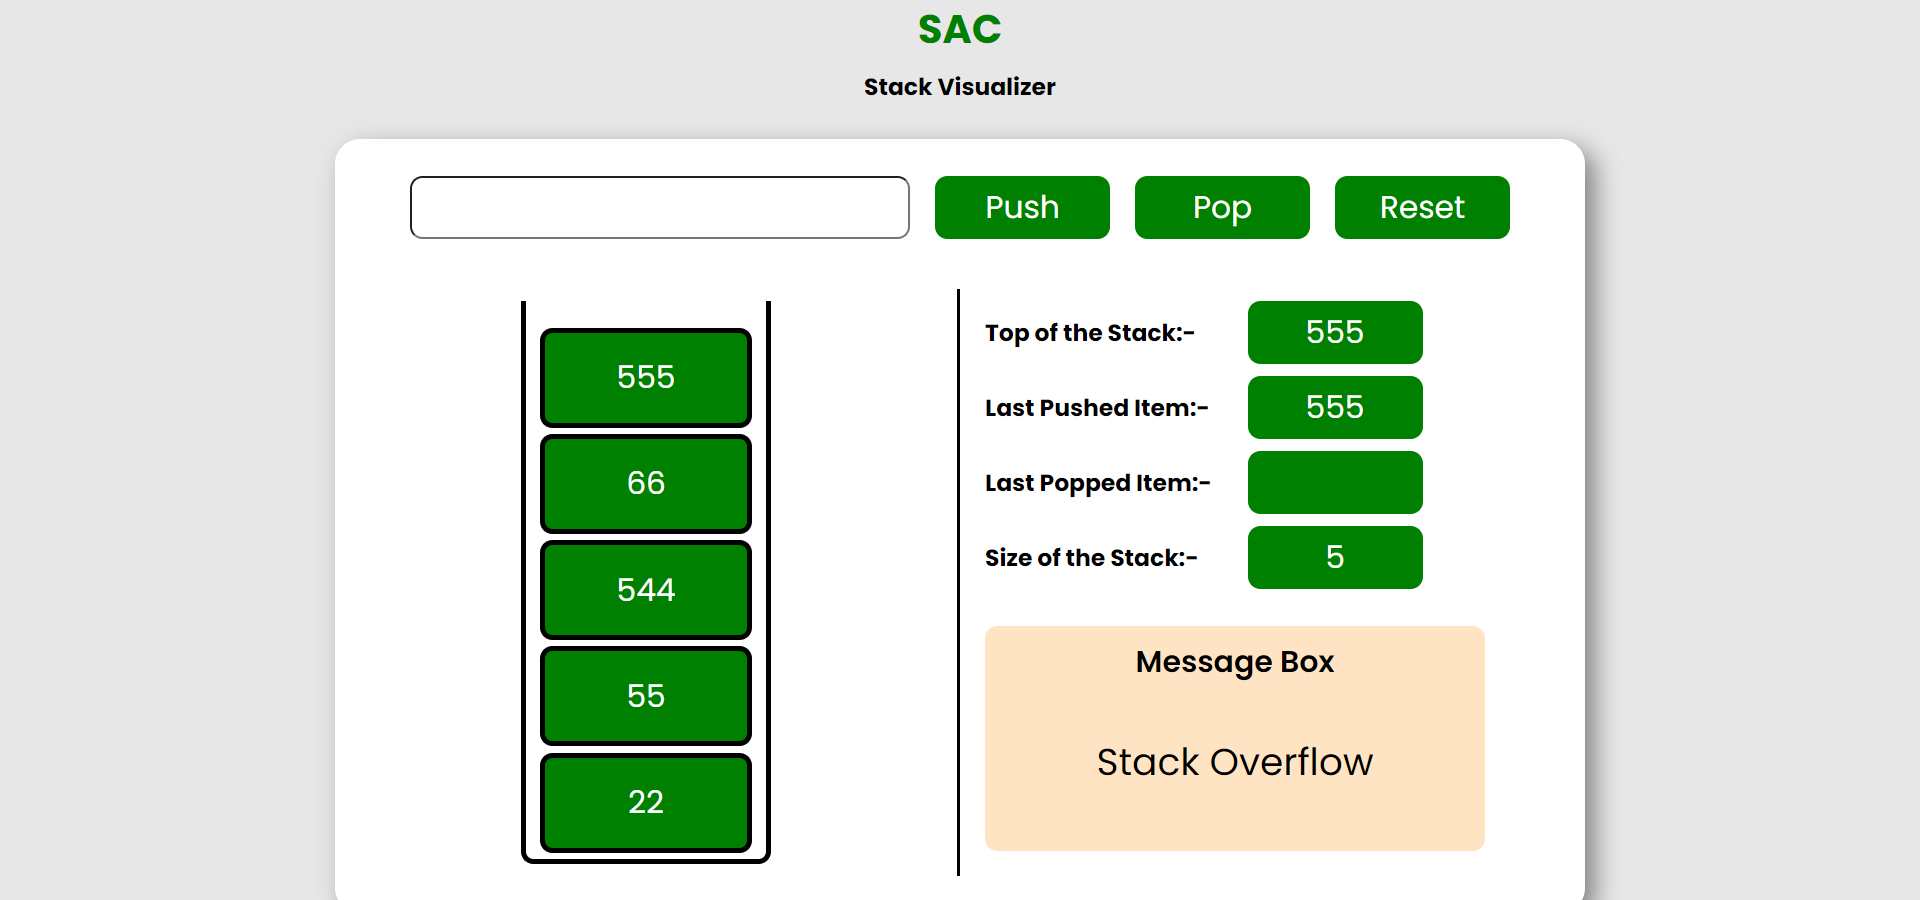 SAC
Stack Visualizer
Push Pop Reset
555
66
544
55
22
Top of the Stack:- 555
Last Pushed Item:- 555
Last Popped Item:-
Size of the Stack:- 5
Message Box
Stack Overflow